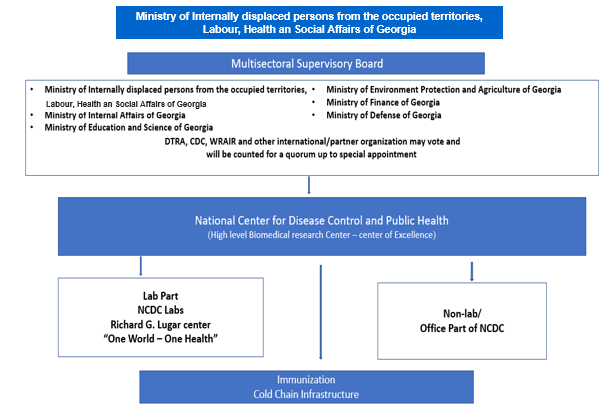 Ministry of Internally displaced persons from the occupied territories,
Labour, Health an Social Affairs of Georgia
Multisectoral Supervisory Board
• Ministry of Internally displaced persons from the occupied territories,
Labour, Health an Social Affairs of Georgia
• Ministry of Internal Affairs of Georgia
• Ministry of Education and Science of Georgia
• Ministry of Environment Protection and Agriculture of Georgia
• Ministry of Finance of Georgia
• Ministry of Defense of Georgia
DTRA, CDC, WRAIR and other international/partner organization may vote and
will be counted for a quorum up to special appointment
National Center for Disease Control and Public Health
(High level Biomedical research Center – center of Excellence)
Lab Part
NCDC Labs
Richard G. Lugar center
“One World – One Health”
Non-lab/
Office Part of NCDC
Immunization
Cold Chain Infrastructure